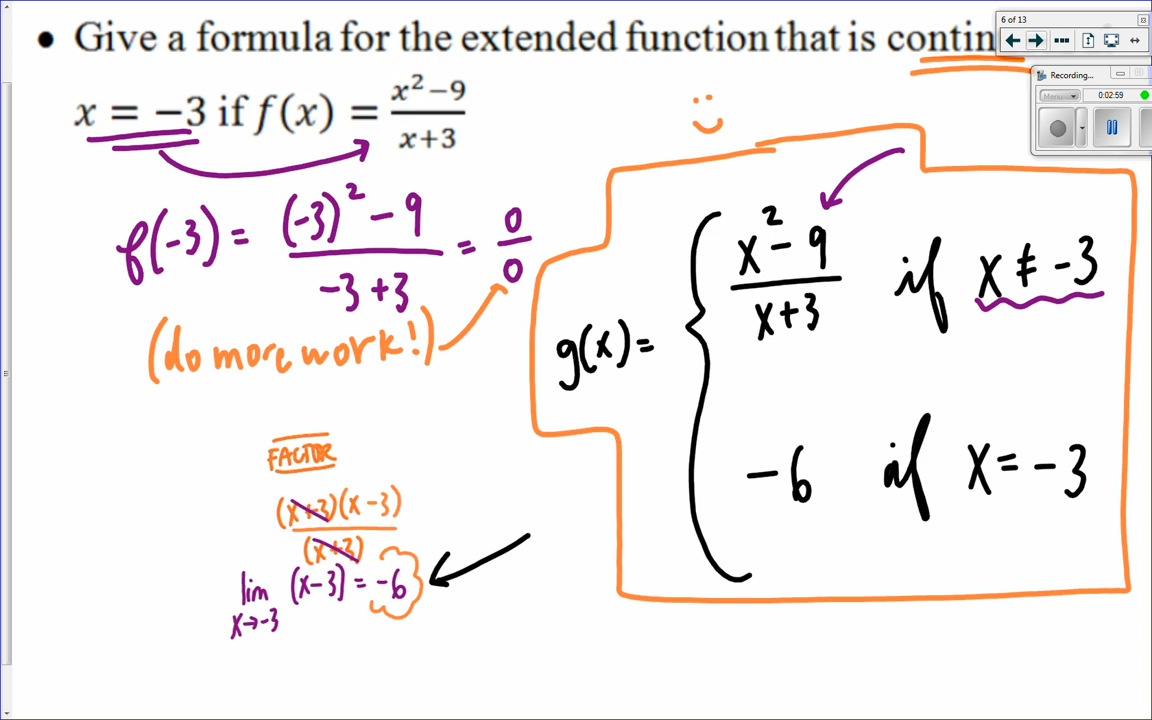 • Give a formula for the extended function that is contin
x = −3 if f(x) = x²−9 / x+3
f(-3) = (-3)² - 9 / -3+3 = 0/0
(do more work!)
FACTOR
(x+3)(x-3) / (x+3)
lim x→-3 (x-3) = -6
g(x) = { x² - 9 / x+3 if x ≠ -3
-6 if x = -3
6 of 13
Recording...
Menu
00:02:59